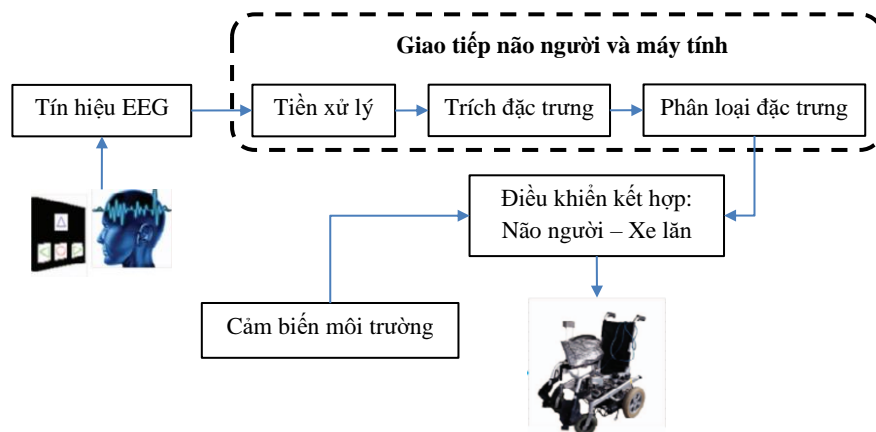 Giao tiếp não người và máy tính
Tín hiệu EEG
Tiền xử lý
Trích đặc trưng
Phân loại đặc trưng
Điều khiển kết hợp:
Não người – Xe lăn
Cảm biến môi trường